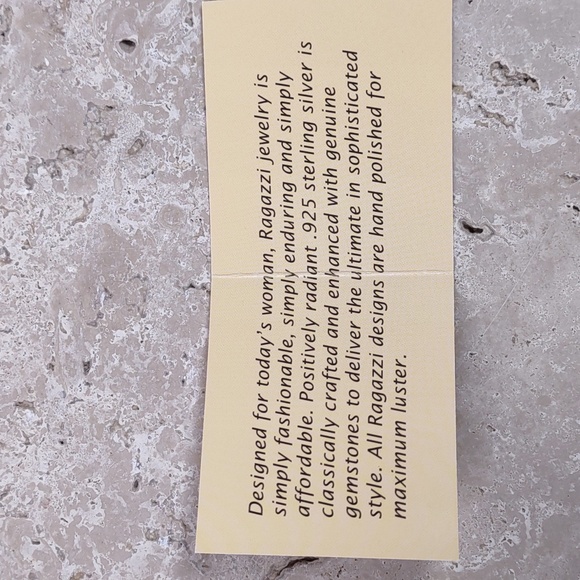 Designed for today's woman, Ragazzi jewelry is
simply fashionable, simply enduring and simply
affordable. Positively radiant .925 sterling silver is
classically crafted and enhanced with genuine
gemstones to deliver the ultimate in sophisticated
style. All Ragazzi designs are hand polished for
maximum luster.